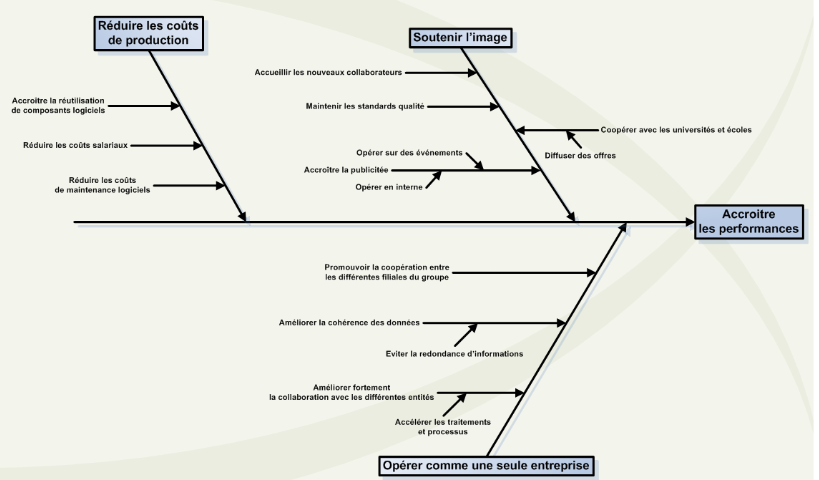 Réduire les coûts
de production
Soutenir l'image
Accueillir les nouveaux collaborateurs
Accroitre la réutilisation
de composants logiciels
Maintenir les standards qualité
Coopérer avec les universités et écoles
Réduire les coûts salariaux
Opérer sur des événements
Diffuser des offres
Accroître la publicitée
Réduire les coûts
de maintenance logiciels
Opérer en interne
Accroitre
les performances
Promouvoir la coopération entre
les différentes filiales du groupe
Améliorer la cohérence des données
Eviter la redondance d'informations
Améliorer fortement
la collaboration avec les différentes entités
Accélérer les traitements
et processus
Opérer comme une seule entreprise